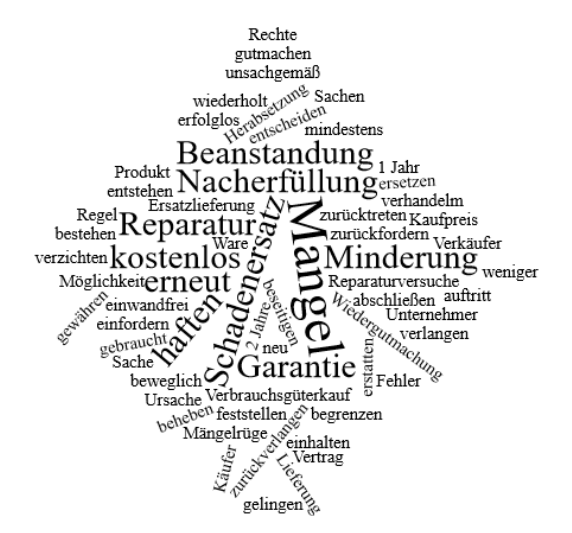 Rechte
gutmachen
unsachgemäß
wiederholt
Herabsetzung
Sachen
erfolglos
entscheiden
mindestens
Beanstandung
Produkt
1 Jahr
Nacherfüllung
ersetzen
entstehen
Ersatzlieferung
verhandelm
Regel
Reparatur
Schadenersatz
Mangel
zurücktreten
Kaufpreis
bestehen
zurückfordern
Ware
Verkäufer
verzichten
kostenlos
Minderung
weniger
Möglichkeit
erneut
Reparaturversuche
gewähren
einwandfrei
haften
beseitigen
abschließen
auftritt
Wiedergutmachung
Unternehmer
einfordern
2 Jahre
verlangen
gebraucht
neu
Sache
Garantie
erstatten
beweglich
Fehler
Ursache
Verbrauchsgüterkauf
beheben
feststellen
begrenzen
Mängelrüge
zurückverlangen
einhalten
Käufer
Vertrag
Lieferung
gelingen